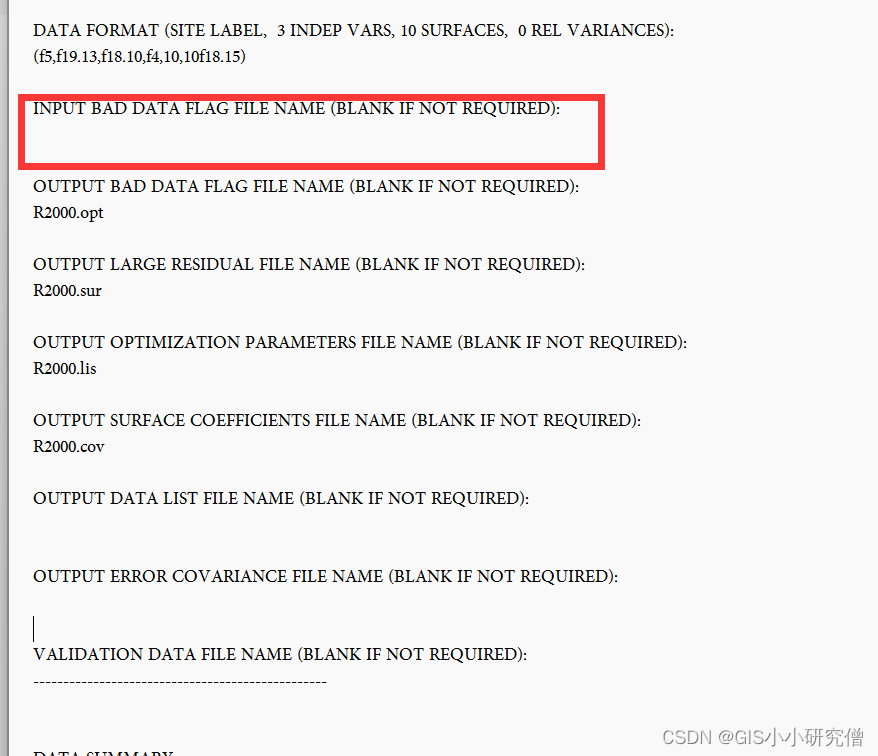 DATA FORMAT (SITE LABEL,  3 INDEP VARS, 10 SURFACES,  0 REL VARIANCES):
(f5,f19.13,f18.10,f4,10,10f18.15)
INPUT BAD DATA FLAG FILE NAME (BLANK IF NOT REQUIRED):
OUTPUT BAD DATA FLAG FILE NAME (BLANK IF NOT REQUIRED):
R2000.opt
OUTPUT LARGE RESIDUAL FILE NAME (BLANK IF NOT REQUIRED):
R2000.sur
OUTPUT OPTIMIZATION PARAMETERS FILE NAME (BLANK IF NOT REQUIRED):
R2000.lis
OUTPUT SURFACE COEFFICIENTS FILE NAME (BLANK IF NOT REQUIRED):
R2000.cov
OUTPUT DATA LIST FILE NAME (BLANK IF NOT REQUIRED):
OUTPUT ERROR COVARIANCE FILE NAME (BLANK IF NOT REQUIRED):
VALIDATION DATA FILE NAME (BLANK IF NOT REQUIRED):
-------------------------------------------------
DATA SUMMARY
CSDN @GIS小小研究僧